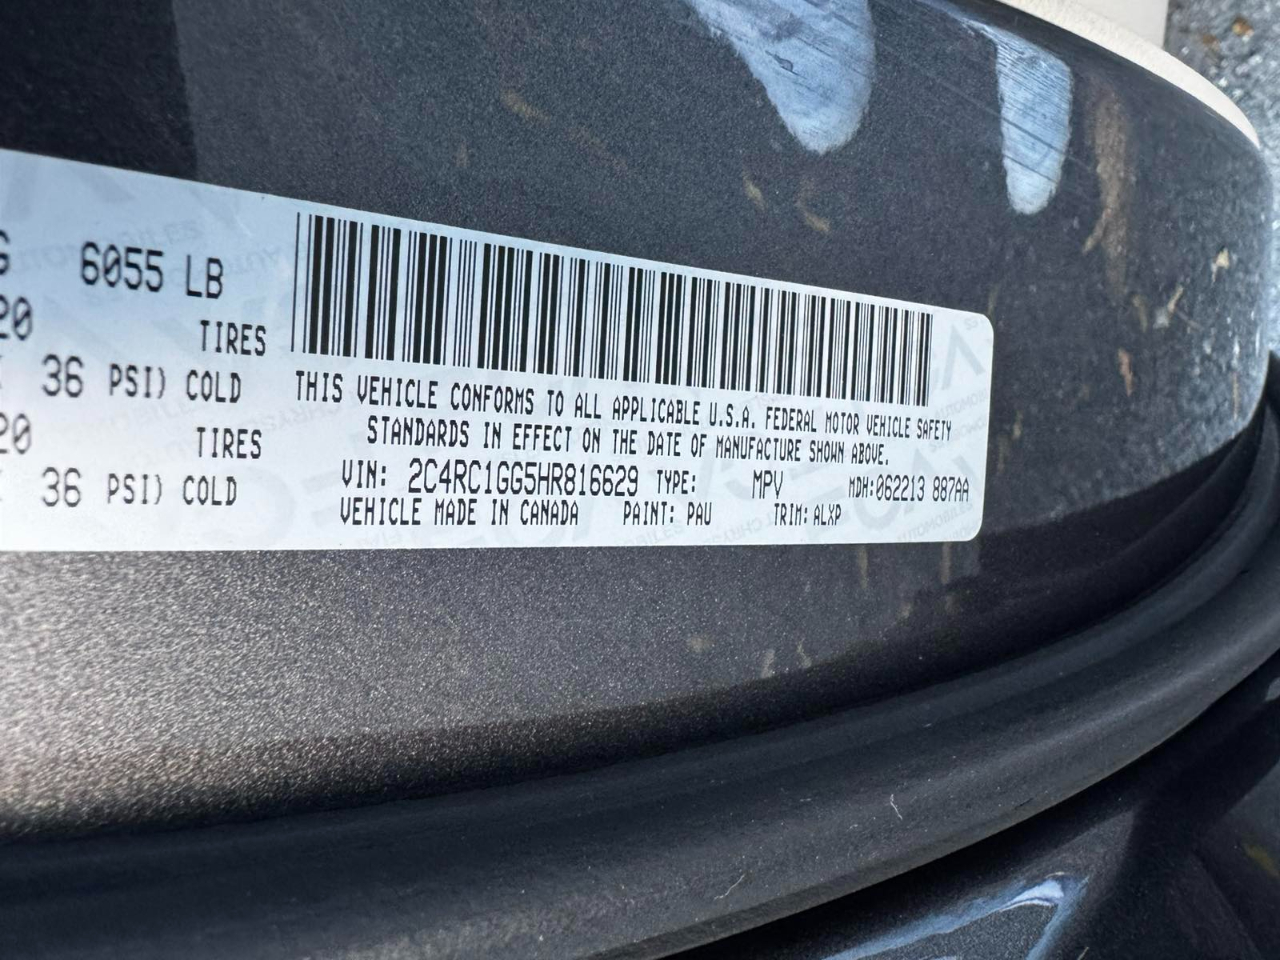 6055 LB
20 TIRES
36 PSI) COLD
20 TIRES
36 PSI) COLD
THIS VEHICLE CONFORMS TO ALL APPLICABLE U.S.A. FEDERAL MOTOR VEHICLE SAFETY
STANDARDS IN EFFECT ON THE DATE OF MANUFACTURE SHOWN ABOVE.
VIN: 2C4RC1GG5HR816629 TYPE: MPV MDH:062213 887AA
VEHICLE MADE IN CANADA PAINT: PAU TRIM: ALXP